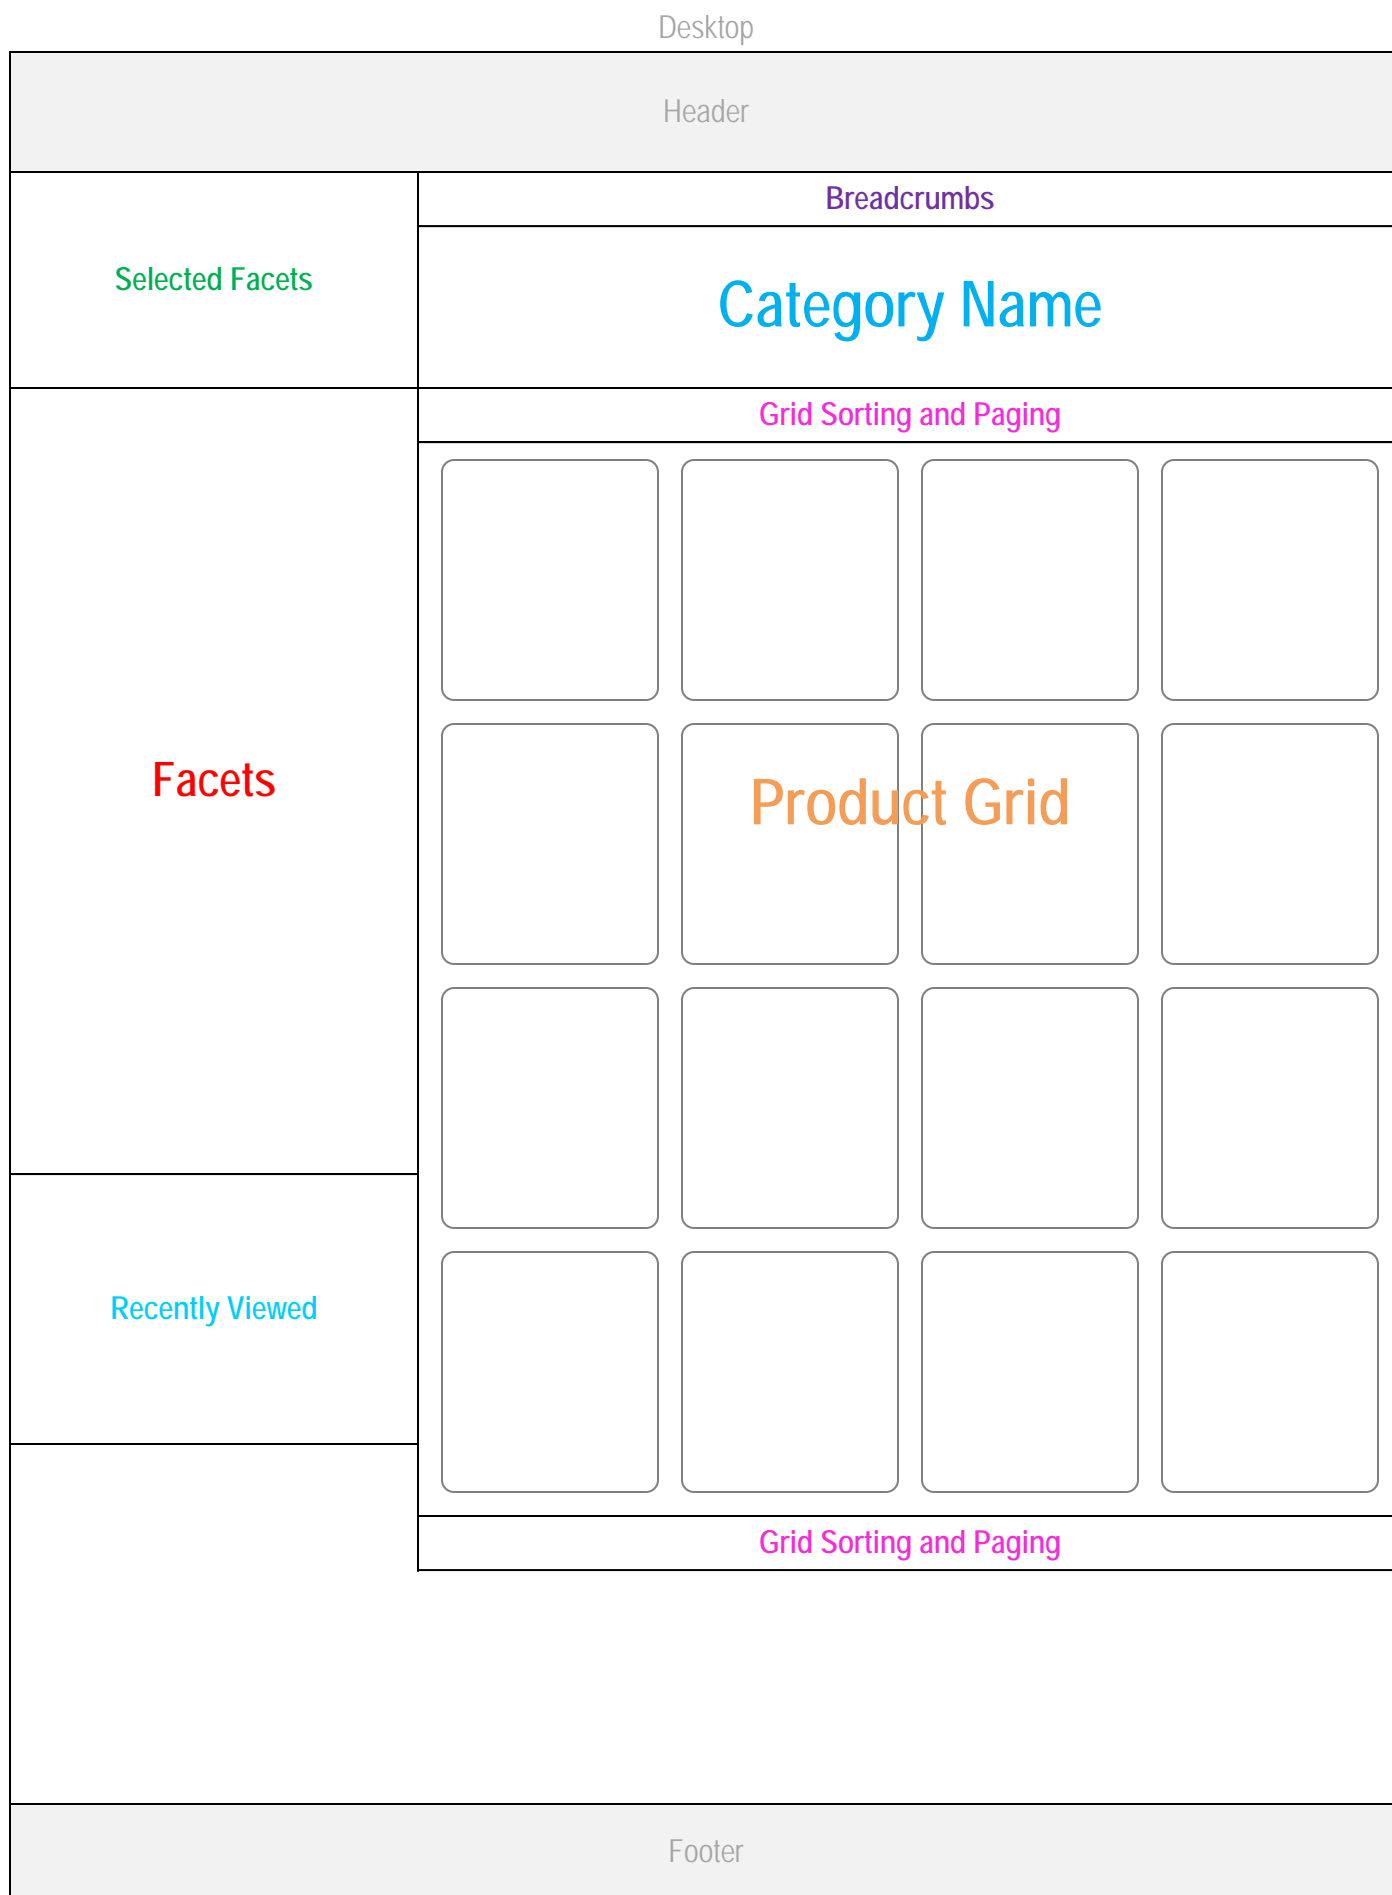 Desktop
Header
Breadcrumbs
Selected Facets
Category Name
Grid Sorting and Paging
Facets
Product Grid
Recently Viewed
Grid Sorting and Paging
Footer